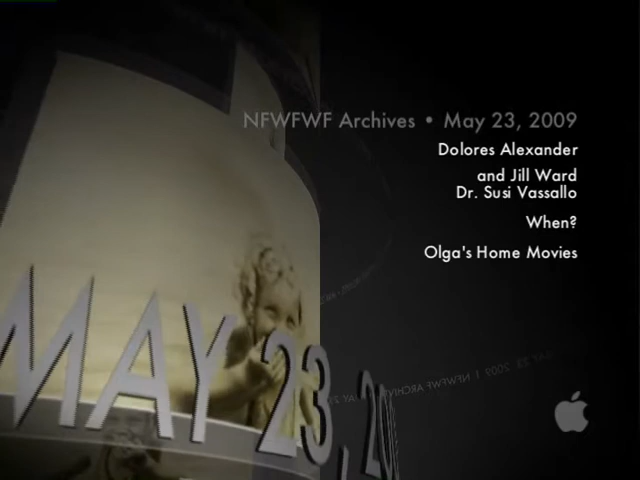 NFWFWF Archives • May 23, 2009
Dolores Alexander
and Jill Ward
Dr. Susi Vassallo
When?
Olga's Home Movies
MAY 23, 20